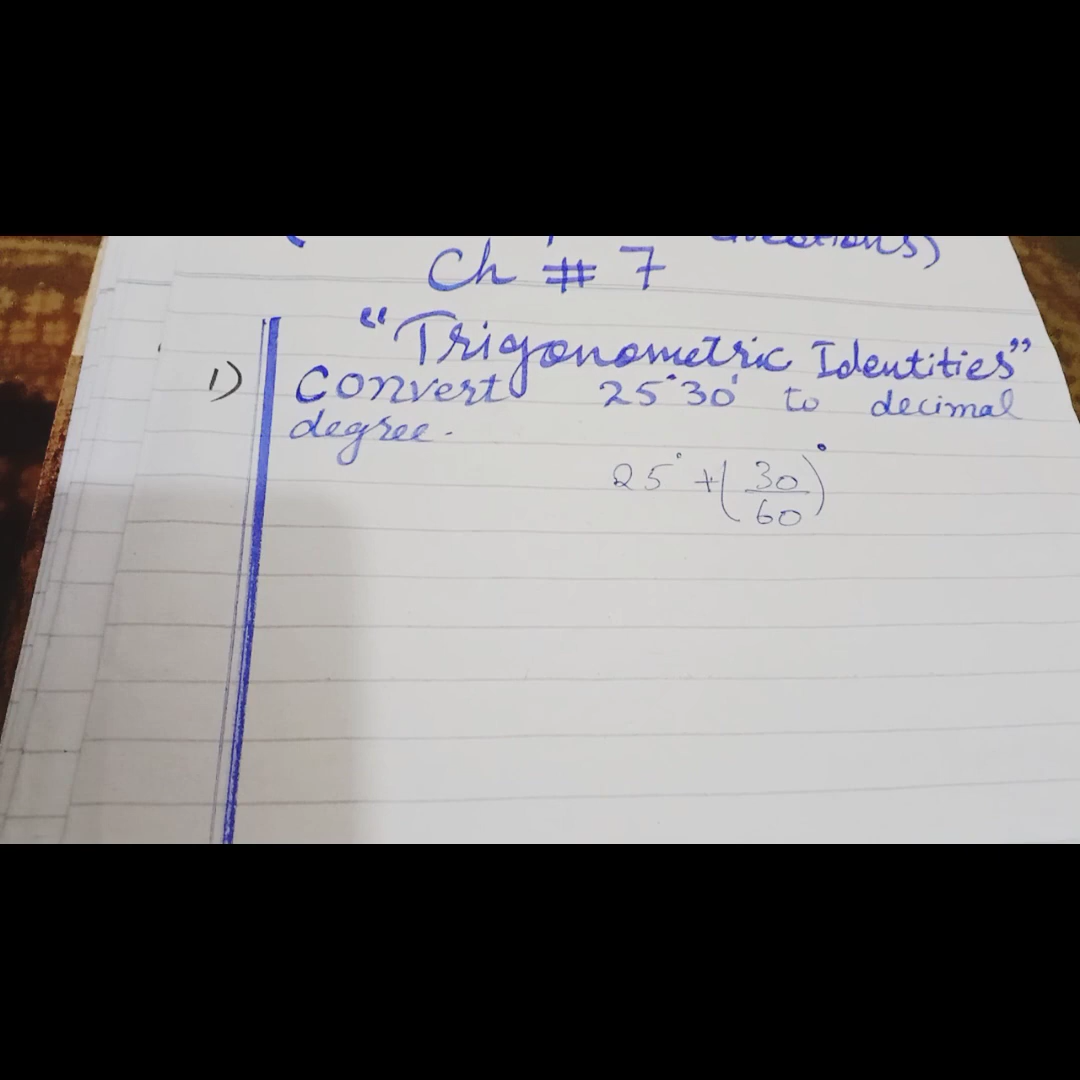 Ch # 7
"Trigonometric Identities"
1) Convert 25°30' to decimal
degree.
25° + (30/60)°